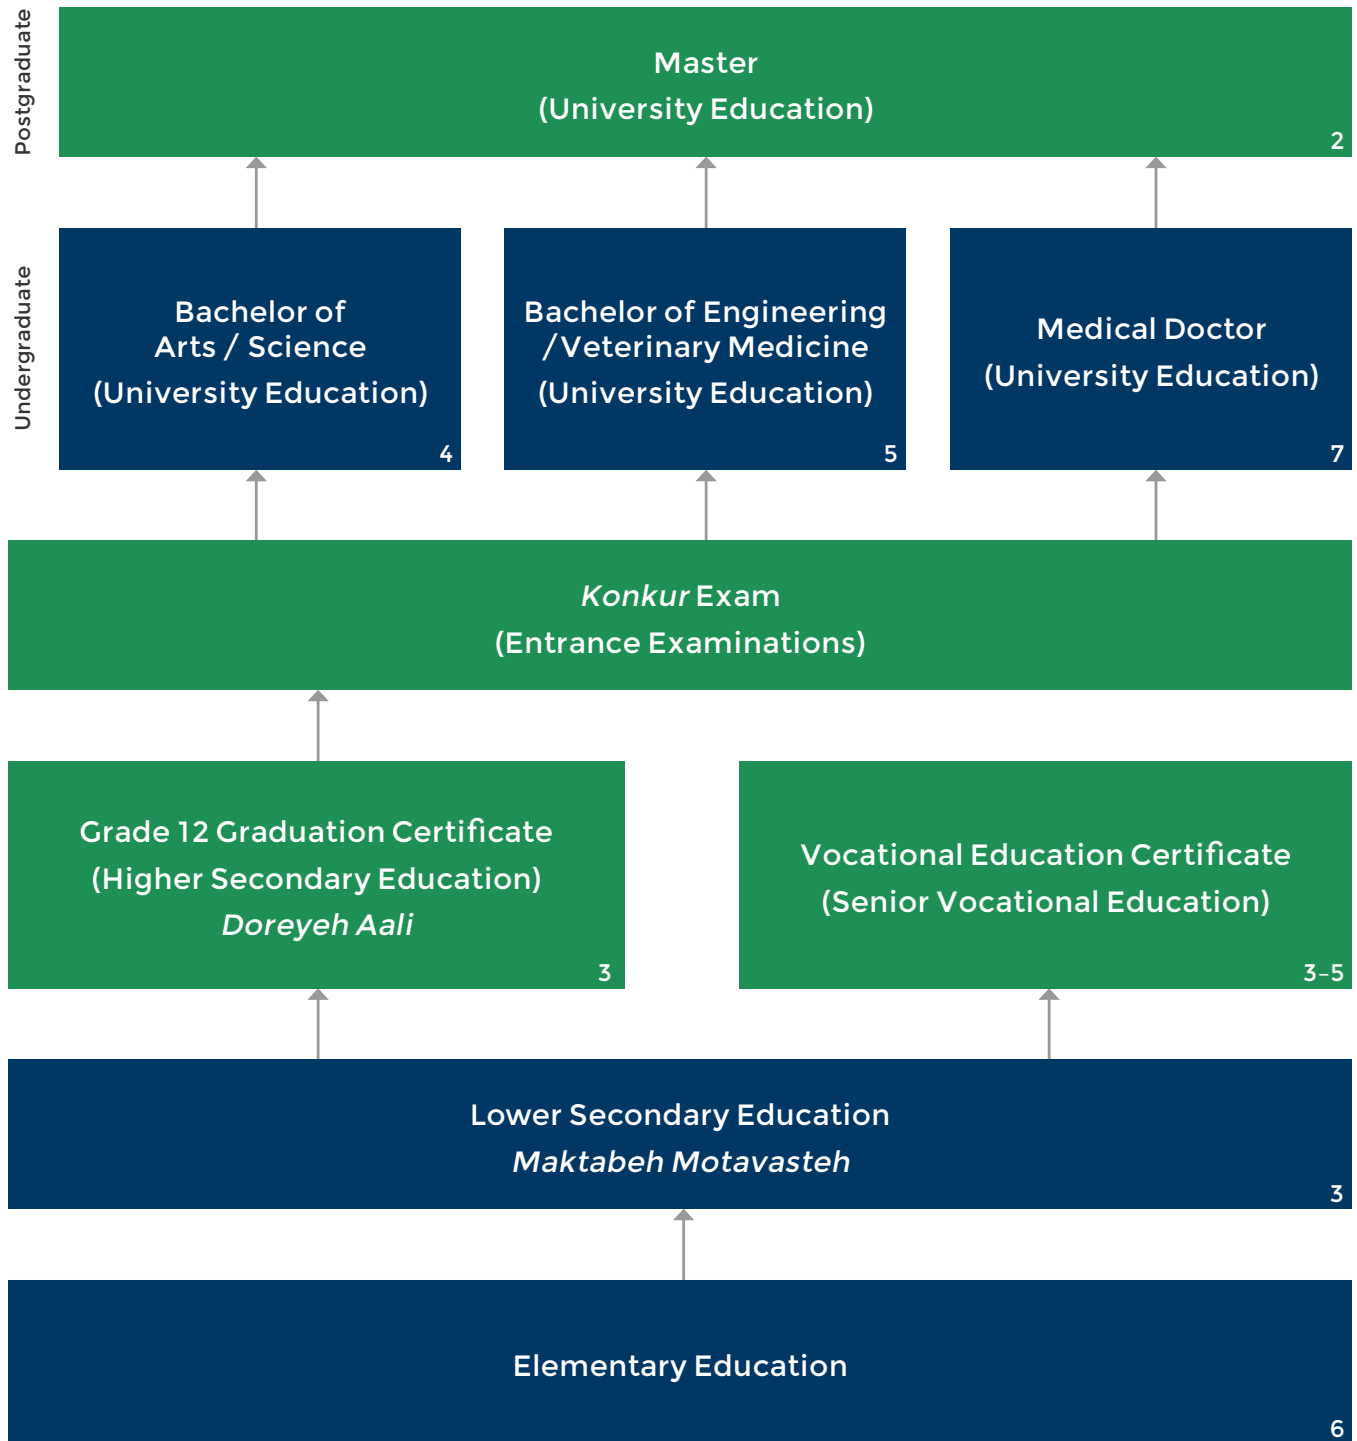 Postgraduate
Master
(University Education)
2
Undergraduate
Bachelor of
Arts / Science
(University Education)
4
Bachelor of Engineering
/Veterinary Medicine
(University Education)
5
Medical Doctor
(University Education)
7
Konkur Exam
(Entrance Examinations)
Grade 12 Graduation Certificate
(Higher Secondary Education)
Doreyeh Aali
3
Vocational Education Certificate
(Senior Vocational Education)
3–5
Lower Secondary Education
Maktabeh Motavasteh
3
Elementary Education
6